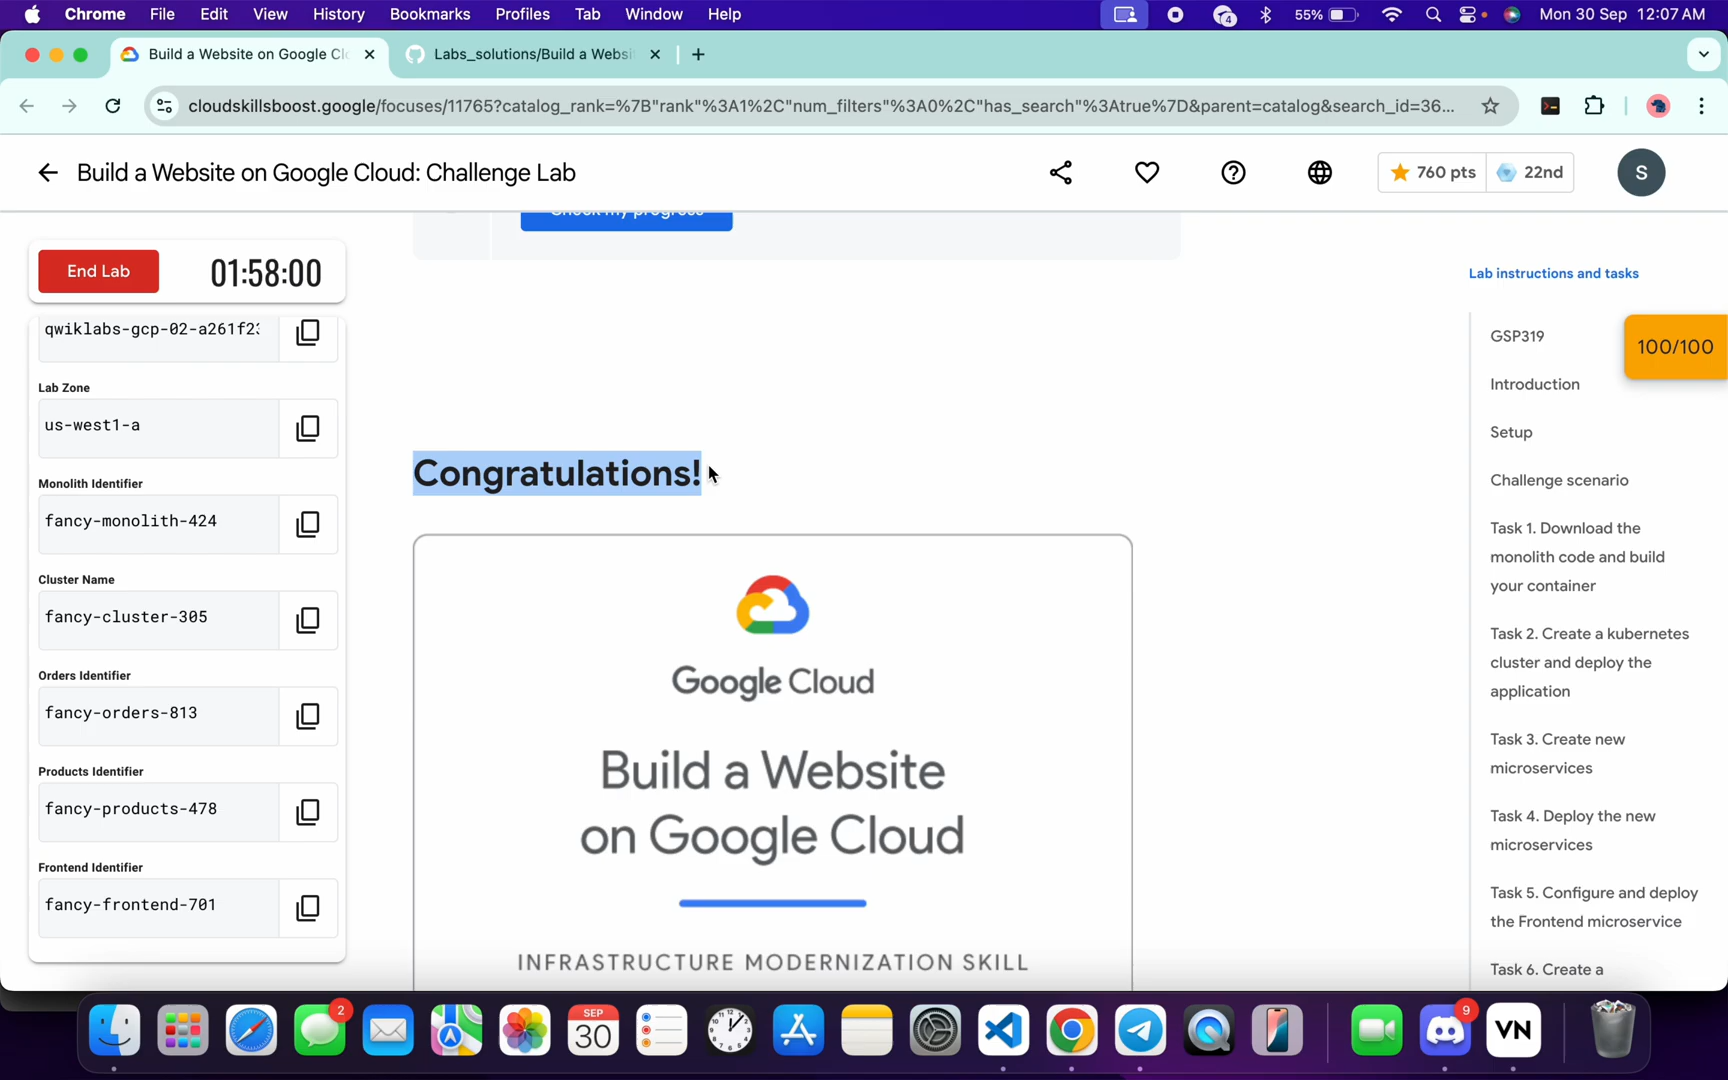 Chrome File Edit View History Bookmarks Profiles Tab Window Help 4 55% Mon 30 Sep 12:07 AM
Build a Website on Google Cl Labs_solutions/Build a Websi
cloudskillsboost.google/focuses/11765?catalog_rank=%7B"rank"%3A1%2C"num_filters"%3A0%2C"has_search"%3Atrue%7D&parent=catalog&search_id=36...
Build a Website on Google Cloud: Challenge Lab
760 pts 22nd S
Check my progress
End Lab 01:58:00
qwiklabs-gcp-02-a261f23
Lab Zone
us-west1-a
Monolith Identifier
fancy-monolith-424
Cluster Name
fancy-cluster-305
Orders Identifier
fancy-orders-813
Products Identifier
fancy-products-478
Frontend Identifier
fancy-frontend-701
Congratulations!
Google Cloud
Build a Website
on Google Cloud
INFRASTRUCTURE MODERNIZATION SKILL
Lab instructions and tasks
GSP319
100/100
Introduction
Setup
Challenge scenario
Task 1. Download the
monolith code and build
your container
Task 2. Create a kubernetes
cluster and deploy the
application
Task 3. Create new
microservices
Task 4. Deploy the new
microservices
Task 5. Configure and deploy
the Frontend microservice
Task 6. Create a
2
SEP
30
9
VN